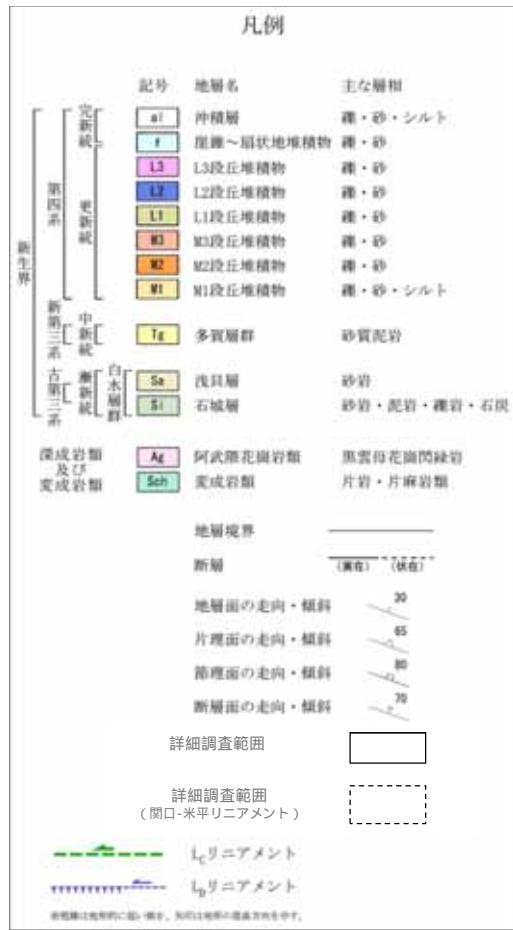 凡例
記号 地層名 主な層相
新生界
第四系
完新統
更新統
新第三系
中新統
古第三系
漸新統
白水層群
al 沖積層 礫・砂・シルト
f 崖錐~扇状地堆積物 礫・砂
L3 L3段丘堆積物 礫・砂
L2 L2段丘堆積物 礫・砂
L1 L1段丘堆積物 礫・砂
M3 M3段丘堆積物 礫・砂
M2 M2段丘堆積物 礫・砂
M1 M1段丘堆積物 礫・砂・シルト
Tg 多賀層群 砂質泥岩
Sa 浅貝層 砂岩
Si 石城層 砂岩・泥岩・礫岩・石炭
深成岩類
及び
変成岩類
Ag 阿武隈花崗岩類 黒雲母花崗閃緑岩
Sch 変成岩類 片岩・片麻岩類
地層境界
断層 (実在) (伏在)
地層面の走向・傾斜 30
片理面の走向・傾斜 65
節理面の走向・傾斜 80
断層面の走向・傾斜 70
詳細調査範囲
詳細調査範囲
(関口-米平リニアメント)
LCリニアメント
LDリニアメント